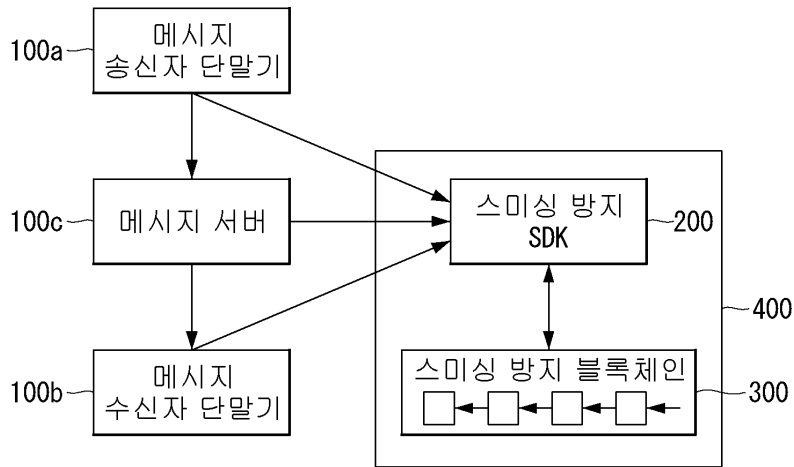 메시지
송신자 단말기
100a
메시지 서버
100c
스미싱 방지
SDK
200
400
메시지
수신자 단말기
100b
스미싱 방지 블록체인
300